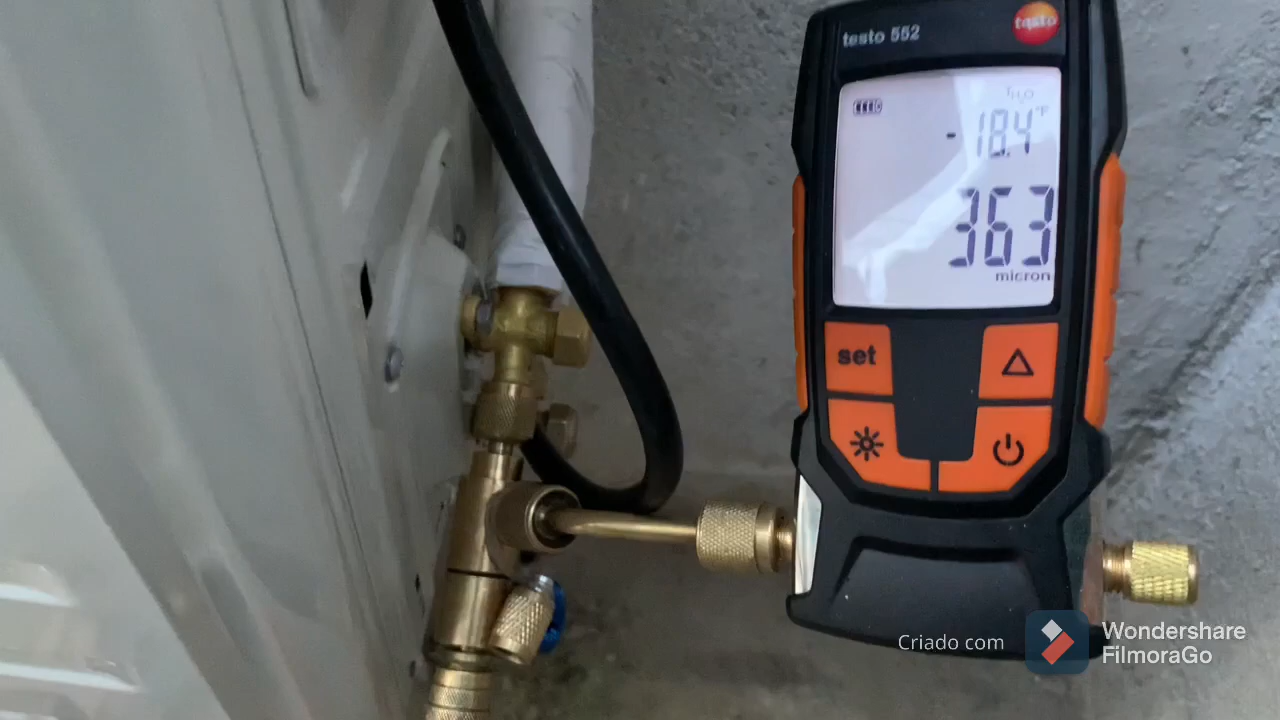 testo 552
testo
H₂O
- 18.4 °F
363
micron
set
Criado com
Wondershare
FilmoraGo